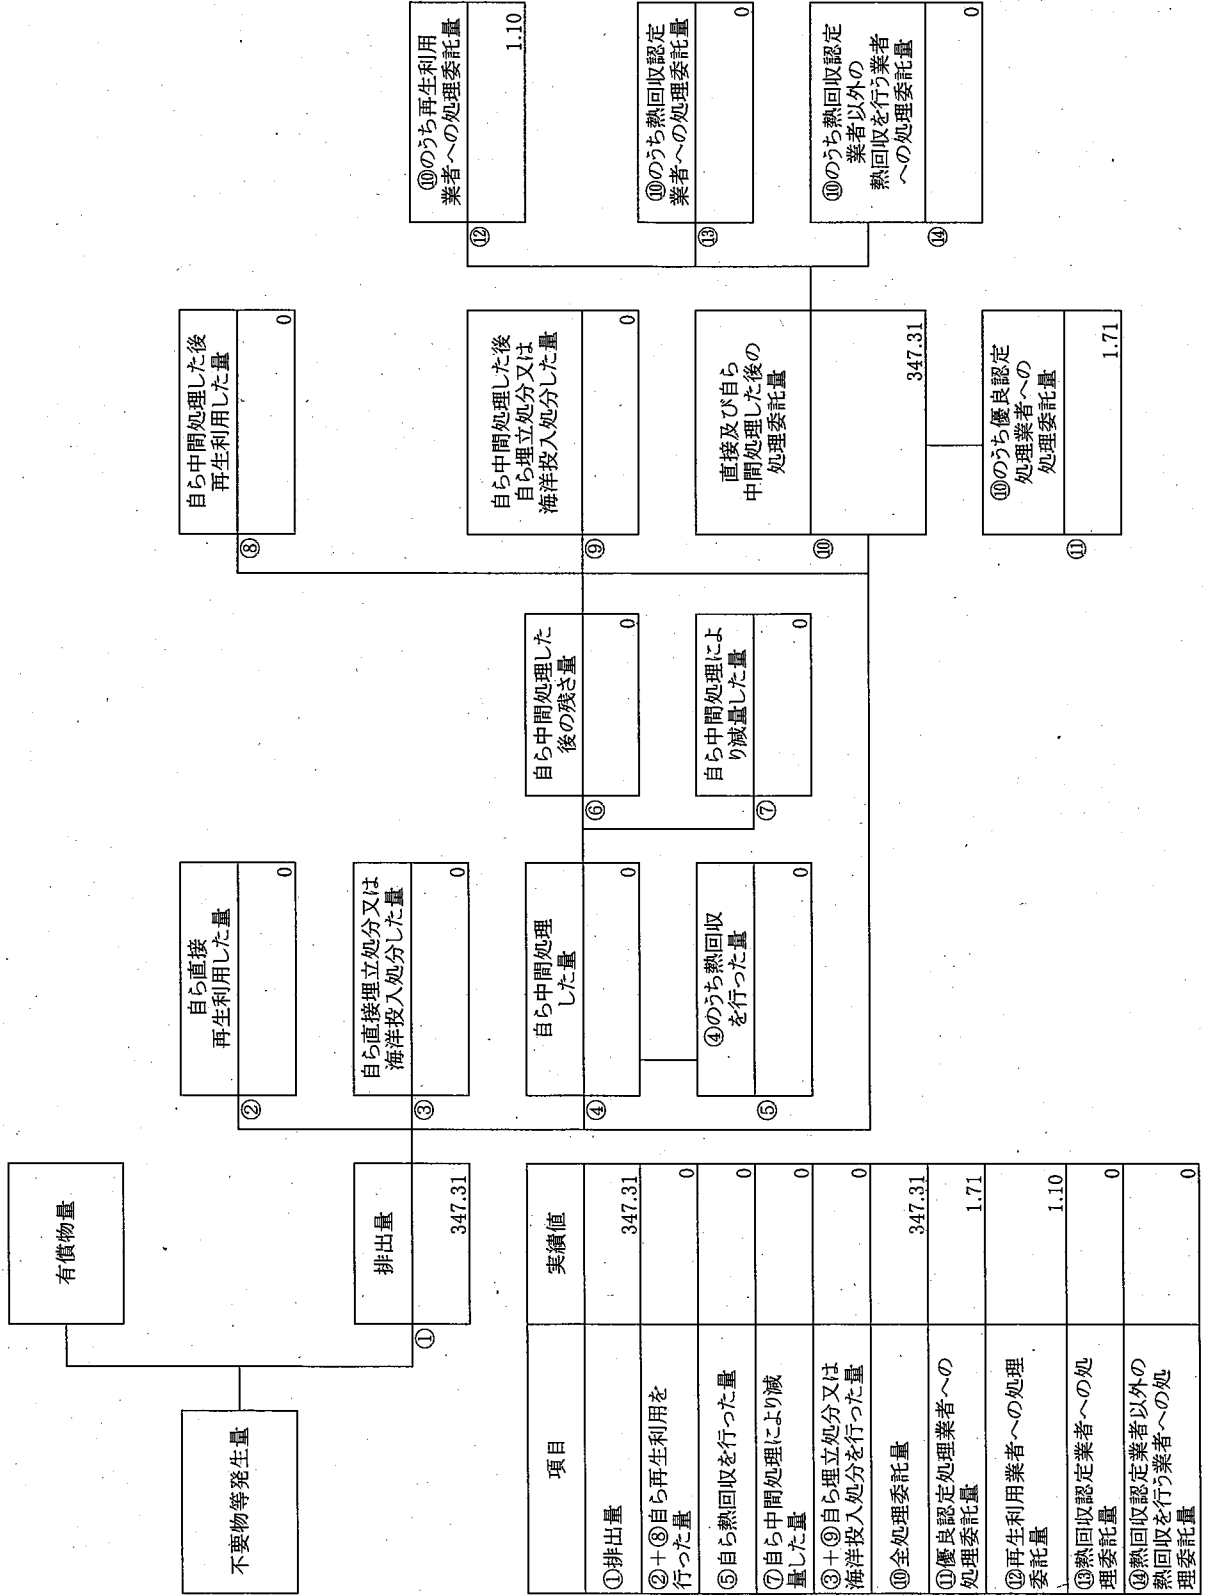 不要物等発生量
有償物量
①
排出量
347.31
②
自ら直接
再生利用した量
0
③
自ら直接埋立処分又は
海洋投入処分した量
0
④
自ら中間処理
した量
0
⑤
④のうち熱回収
を行った量
0
⑥
自ら中間処理した
後の残さ量
0
⑦
自ら中間処理によ
り減量した量
0
⑧
自ら中間処理した後
再生利用した量
0
⑨
自ら中間処理した後
自ら埋立処分又は
海洋投入処分した量
0
⑩
直接及び自ら
中間処理した後の
処理委託量
347.31
⑪
⑩のうち優良認定
処理業者への
処理委託量
1.71
⑫
⑩のうち再生利用
業者への処理委託量
1.10
⑬
⑩のうち熱回収認定
業者への処理委託量
0
⑭
⑩のうち熱回収認定
業者以外の
熱回収を行う業者
への処理委託量
0
項目 実績値
①排出量 347.31
②+⑧自ら再生利用を
行った量 0
⑤自ら熱回収を行った量 0
⑦自ら中間処理により減
量した量 0
③+⑨自ら埋立処分又は
海洋投入処分を行った量 0
⑩全処理委託量 347.31
⑪優良認定処理業者への
処理委託量 1.71
⑫再生利用業者への処理
委託量 1.10
⑬熱回収認定業者への処
理委託量 0
⑭熱回収認定業者以外の
熱回収を行う業者への処
理委託量 0